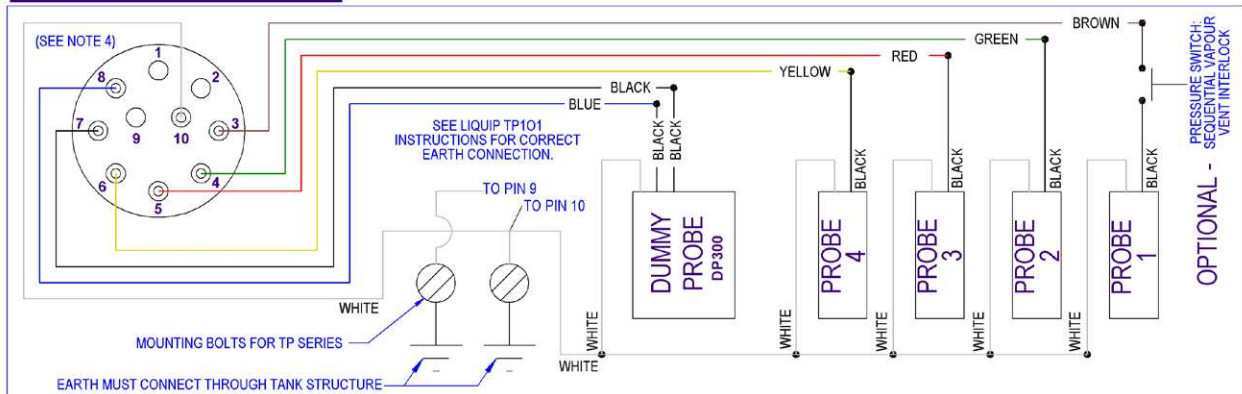 (SEE NOTE 4)
1
2
3
4
5
6
7
8
9
10
BROWN
GREEN
RED
YELLOW
BLACK
BLUE
SEE LIQUIP TP101
INSTRUCTIONS FOR CORRECT
EARTH CONNECTION.
BLACK
BLACK
BLACK
BLACK
BLACK
BLACK
PRESSURE SWITCH:
SEQUENTIAL VAPOUR
VENT INTERLOCK
OPTIONAL -
TO PIN 9
TO PIN 10
DUMMY
PROBE
DP300
PROBE
4
PROBE
3
PROBE
2
PROBE
1
WHITE
MOUNTING BOLTS FOR TP SERIES
EARTH MUST CONNECT THROUGH TANK STRUCTURE
WHITE
WHITE
WHITE
WHITE
WHITE
WHITE